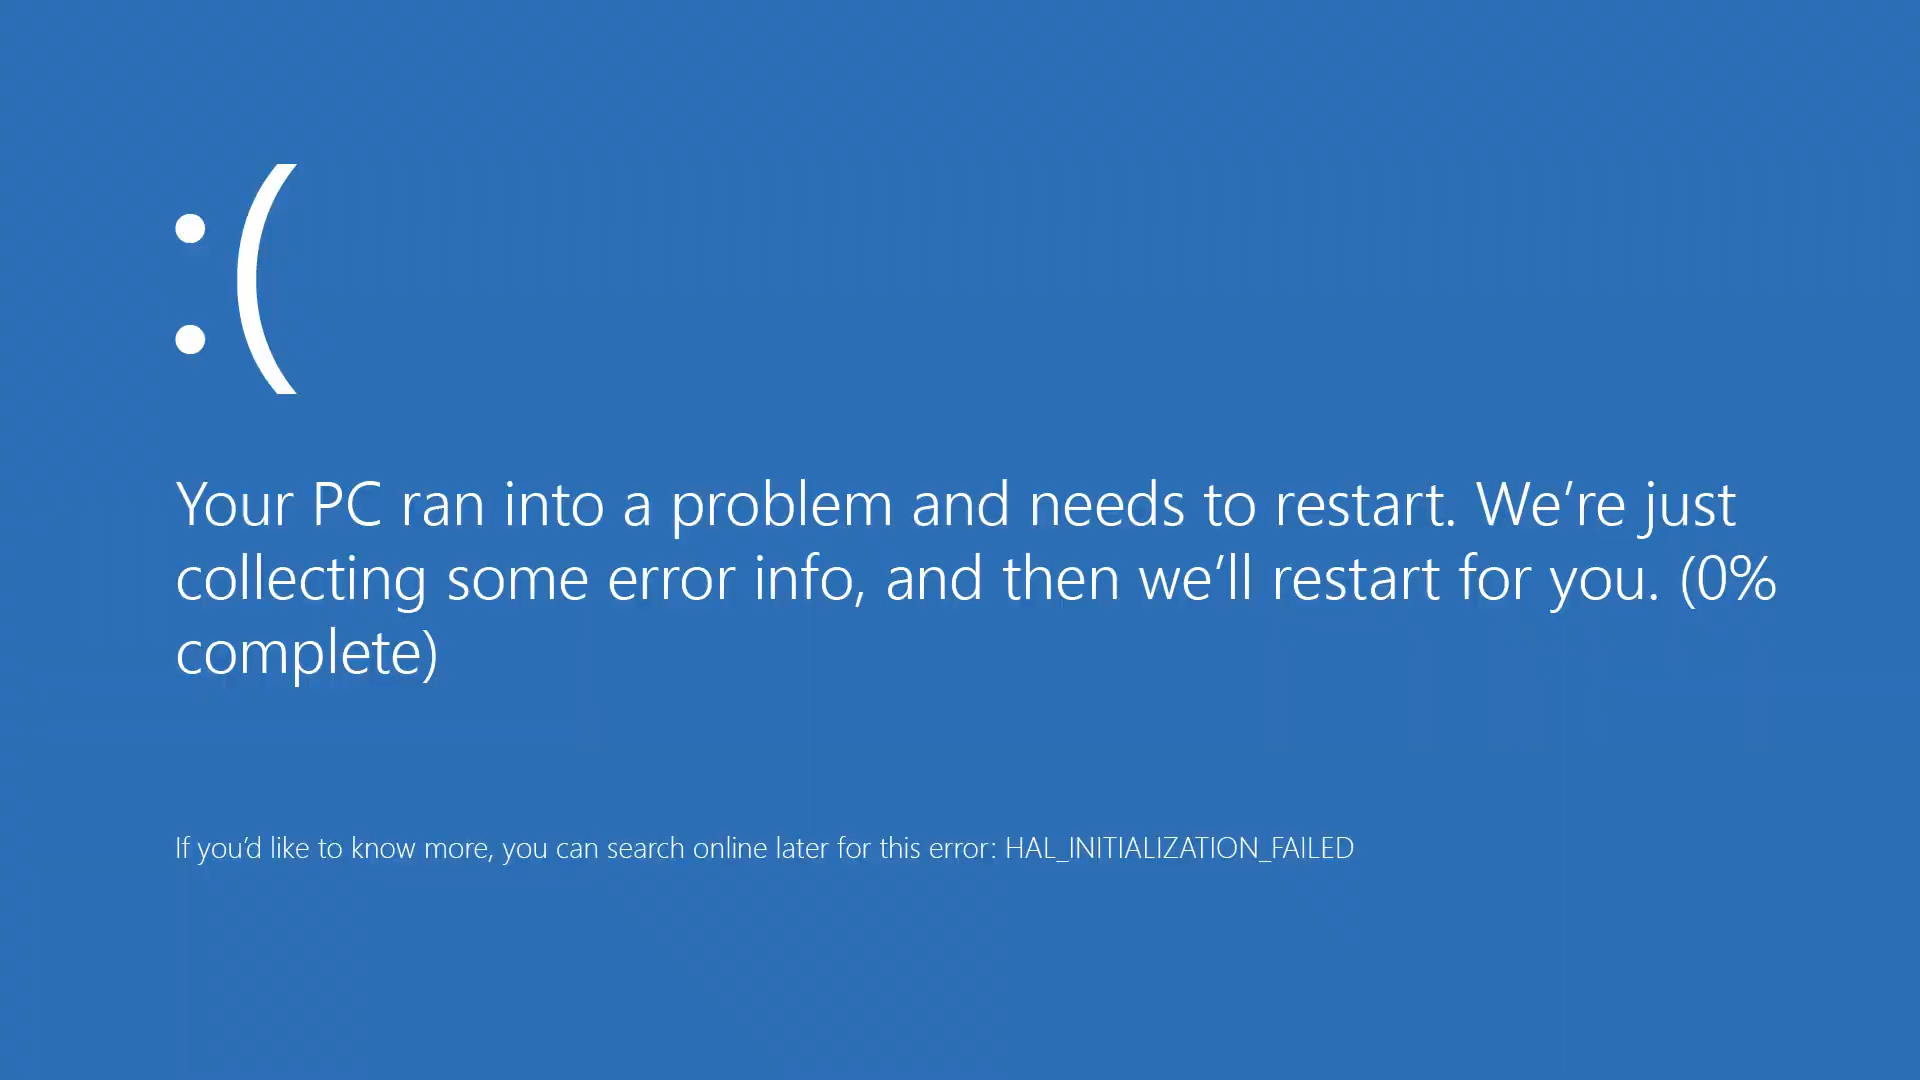 :(
Your PC ran into a problem and needs to restart. We’re just
collecting some error info, and then we’ll restart for you. (0%
complete)
If you’d like to know more, you can search online later for this error: HAL_INITIALIZATION_FAILED